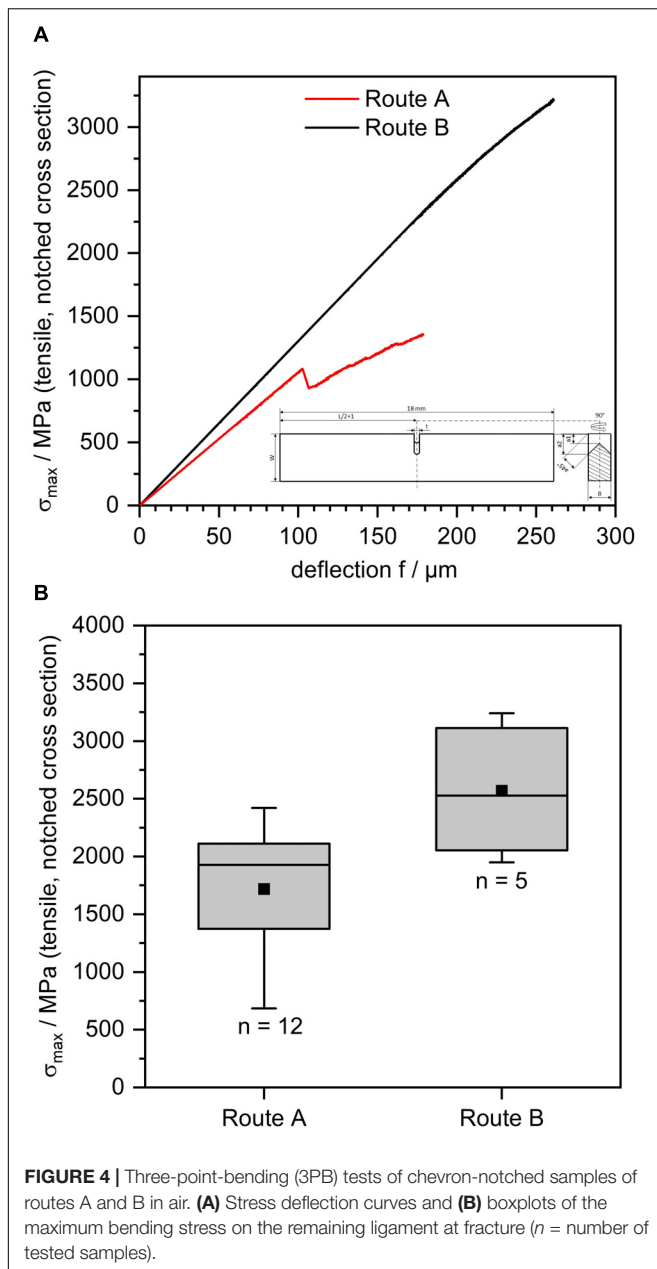 A
Route A
Route B
σmax / MPa (tensile, notched cross section)
3000
2500
2000
1500
1000
500
0
18 mm
L/2+1
t
W
90°
a1
a2
B
0 50 100 150 200 250 300
deflection f / µm
B
σmax / MPa (tensile, notched cross section)
4000
3500
3000
2500
2000
1500
1000
500
0
n = 12
n = 5
Route A Route B
FIGURE 4 | Three-point-bending (3PB) tests of chevron-notched samples of
routes A and B in air. (A) Stress deflection curves and (B) boxplots of the
maximum bending stress on the remaining ligament at fracture (n = number of
tested samples).